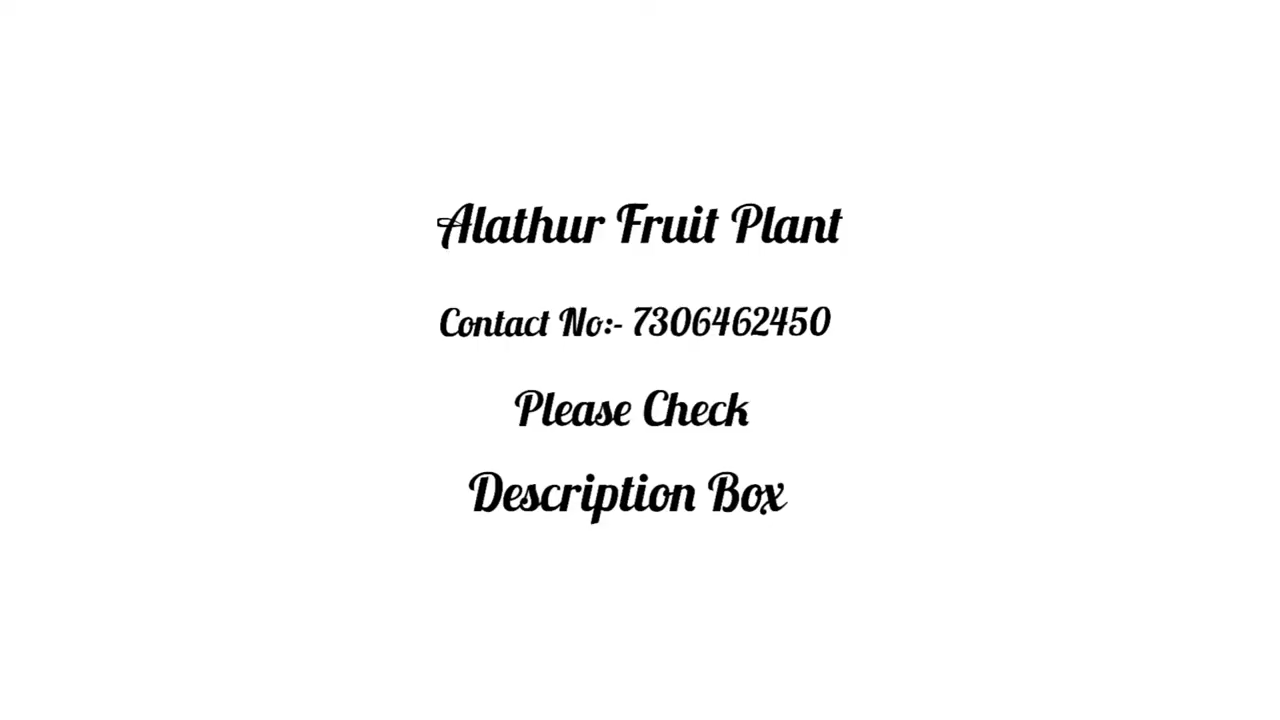 Alathur Fruit Plant
Contact No:- 7306462450
Please Check
Description Box